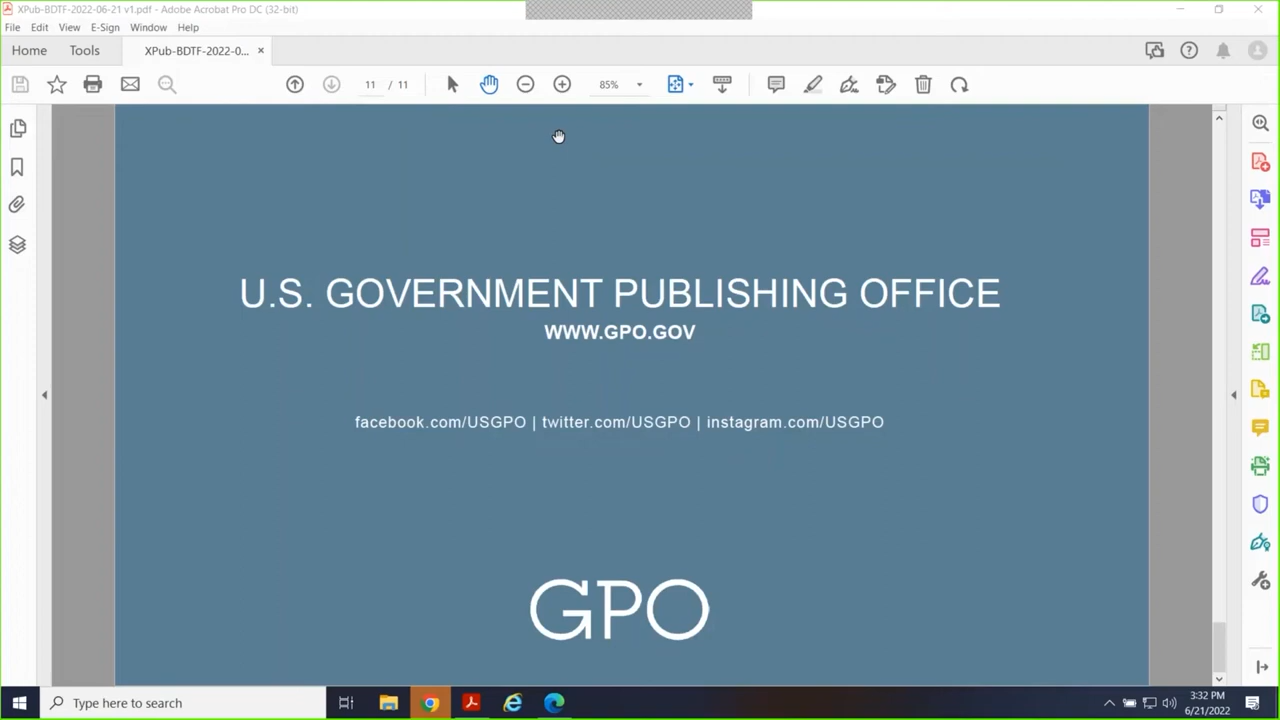 XPub-BDTF-2022-06-21 v1.pdf - Adobe Acrobat Pro DC (32-bit)
File Edit View E-Sign Window Help
Home Tools XPub-BDTF-2022-0... ×
11 / 11 85%
U.S. GOVERNMENT PUBLISHING OFFICE
WWW.GPO.GOV
facebook.com/USGPO | twitter.com/USGPO | instagram.com/USGPO
GPO
Type here to search
3:32 PM
6/21/2022